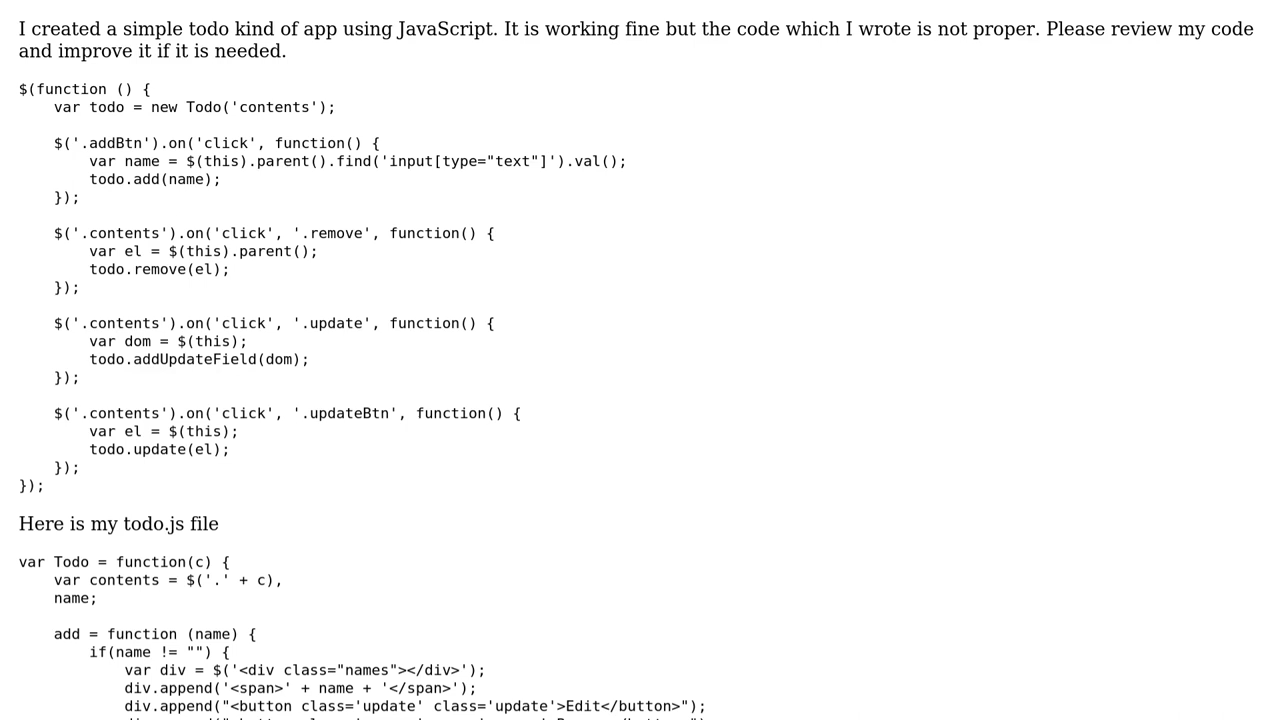 I created a simple todo kind of app using JavaScript. It is working fine but the code which I wrote is not proper. Please review my code
and improve it if it is needed.
$(function () {
    var todo = new Todo('contents');
    $('.addBtn').on('click', function() {
        var name = $(this).parent().find('input[type="text"]').val();
        todo.add(name);
    });
    $('.contents').on('click', '.remove', function() {
        var el = $(this).parent();
        todo.remove(el);
    });
    $('.contents').on('click', '.update', function() {
        var dom = $(this);
        todo.addUpdateField(dom);
    });
    $('.contents').on('click', '.updateBtn', function() {
        var el = $(this);
        todo.update(el);
    });
});
Here is my todo.js file
var Todo = function(c) {
    var contents = $('.' + c),
    name;
    add = function (name) {
        if(name != "") {
            var div = $('<div class="names"></div>');
            div.append('<span>' + name + '</span>');
            div.append("<button class='update' class='update'>Edit</button>");